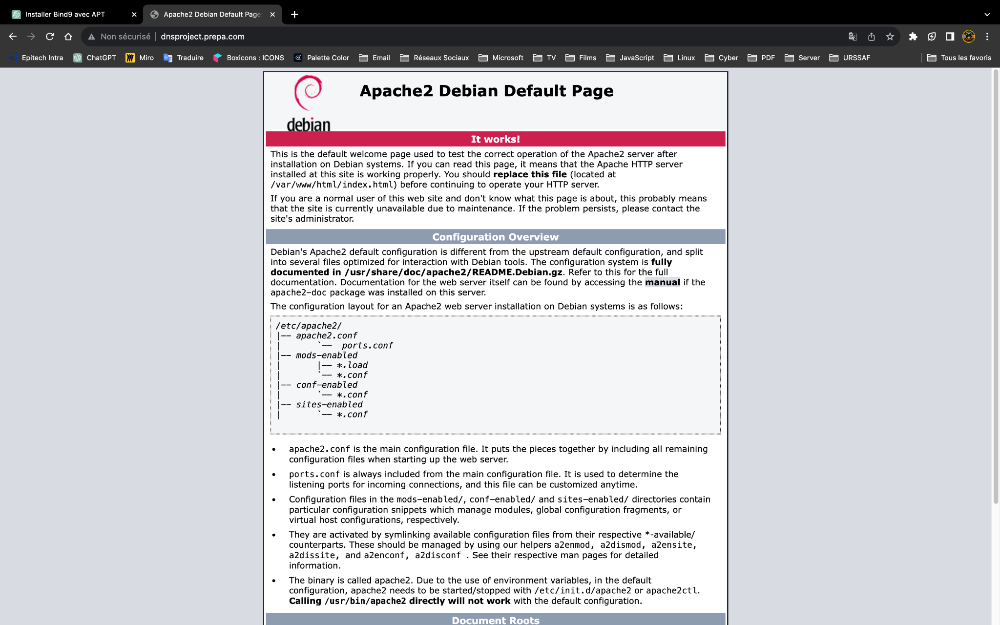 Installer Bind9 avec APT
Apache2 Debian Default Page:
Non sécurisé
dnsproject.prepa.com
Epitech Intra
ChatGPT
Miro
Traduire
Boxicons : ICONS
Palette Color
Email
Réseaux Sociaux
Microsoft
TV
Films
JavaScript
Linux
Cyber
PDF
Server
URSSAF
Tous les favoris
debian
Apache2 Debian Default Page
It works!
This is the default welcome page used to test the correct operation of the Apache2 server after
installation on Debian systems. If you can read this page, it means that the Apache HTTP server
installed at this site is working properly. You should replace this file (located at
/var/www/html/index.html) before continuing to operate your HTTP server.
If you are a normal user of this web site and don't know what this page is about, this probably means
that the site is currently unavailable due to maintenance. If the problem persists, please contact the
site's administrator.
Configuration Overview
Debian's Apache2 default configuration is different from the upstream default configuration, and split
into several files optimized for interaction with Debian tools. The configuration system is fully
documented in /usr/share/doc/apache2/README.Debian.gz. Refer to this for the full
documentation. Documentation for the web server itself can be found by accessing the manual if the
apache2-doc package was installed on this server.
The configuration layout for an Apache2 web server installation on Debian systems is as follows:
/etc/apache2/
|-- apache2.conf
|       `--  ports.conf
|-- mods-enabled
|       |-- *.load
|       `-- *.conf
|-- conf-enabled
|       `-- *.conf
|-- sites-enabled
|       `-- *.conf
• apache2.conf is the main configuration file. It puts the pieces together by including all remaining
configuration files when starting up the web server.
• ports.conf is always included from the main configuration file. It is used to determine the
listening ports for incoming connections, and this file can be customized anytime.
• Configuration files in the mods-enabled/, conf-enabled/ and sites-enabled/ directories contain
particular configuration snippets which manage modules, global configuration fragments, or
virtual host configurations, respectively.
• They are activated by symlinking available configuration files from their respective *-available/
counterparts. These should be managed by using our helpers a2enmod, a2dismod, a2ensite,
a2dissite, and a2enconf, a2disconf . See their respective man pages for detailed
information.
• The binary is called apache2. Due to the use of environment variables, in the default
configuration, apache2 needs to be started/stopped with /etc/init.d/apache2 or apache2ctl.
Calling /usr/bin/apache2 directly will not work with the default configuration.
Document Roots